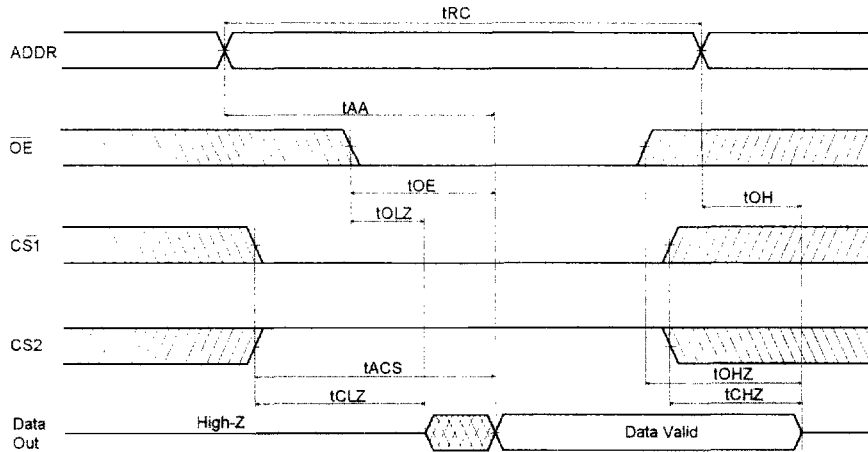 tRC
ADDR
tAA
OE
tOE
tOLZ
tOH
CS1
CS2
tACS
tOHZ
tCLZ
tCHZ
Data Out
High-Z
Data Valid